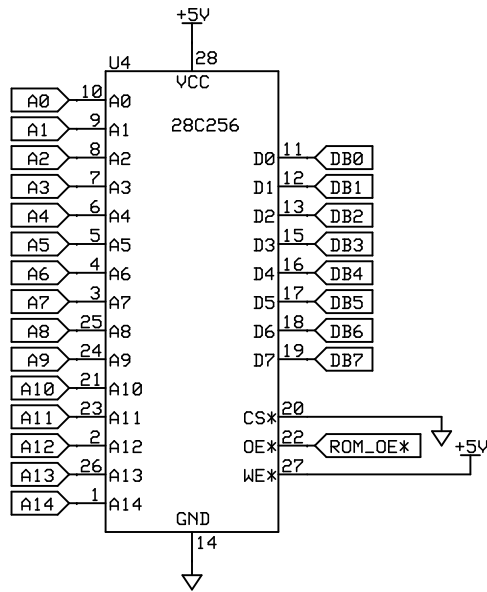 +5V
U4 28
VCC
28C256
A0 10 A0
A1 9 A1
A2 8 A2 D0 11 DB0
A3 7 A3 D1 12 DB1
A4 6 A4 D2 13 DB2
A5 5 A5 D3 15 DB3
A6 4 A6 D4 16 DB4
A7 3 A7 D5 17 DB5
A8 25 A8 D6 18 DB6
A9 24 A9 D7 19 DB7
A10 21 A10
A11 23 A11 CS* 20
A12 2 A12 OE* 22 ROM_OE* +5V
A13 26 A13 WE* 27
A14 1 A14
GND
14